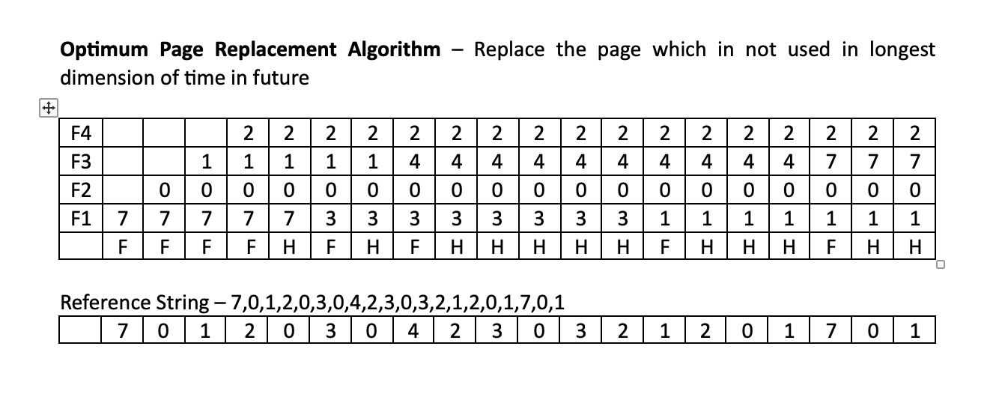 Optimum Page Replacement Algorithm – Replace the page which in not used in longest
dimension of time in future
F4 2 2 2 2 2 2 2 2 2 2 2 2 2 2 2 2 2
F3 1 1 1 1 1 4 4 4 4 4 4 4 4 4 4 7 7 7
F2 0 0 0 0 0 0 0 0 0 0 0 0 0 0 0 0 0 0 0
F1 7 7 7 7 7 3 3 3 3 3 3 3 3 1 1 1 1 1 1 1
F F F F H F H F H H H H H F H H H F H H
Reference String – 7,0,1,2,0,3,0,4,2,3,0,3,2,1,2,0,1,7,0,1
7 0 1 2 0 3 0 4 2 3 0 3 2 1 2 0 1 7 0 1